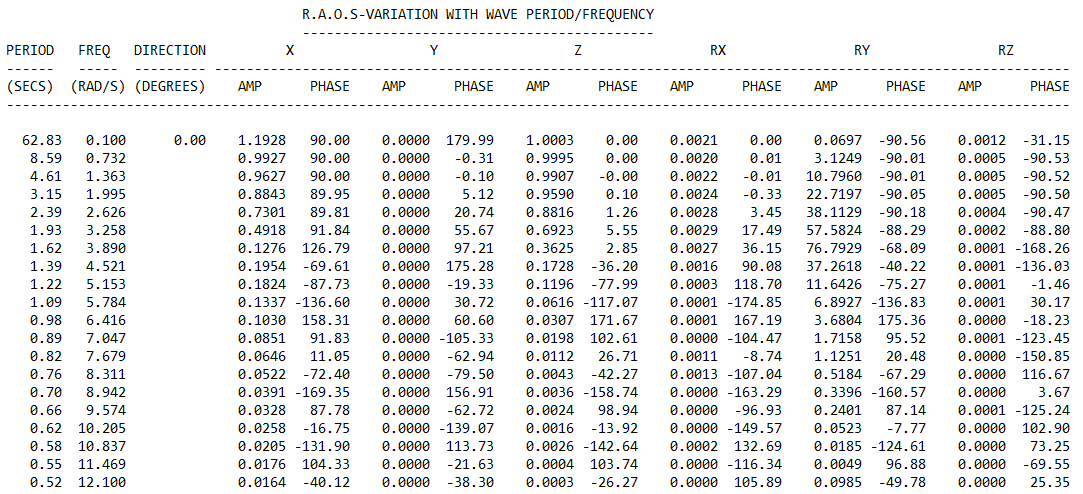 R.A.O.S-VARIATION WITH WAVE PERIOD/FREQUENCY
--------------------------------------------
PERIOD FREQ DIRECTION X Y Z RX RY RZ
------ ----- --------- -----------------------------------------------------------------------------------------------------------
(SECS) (RAD/S) (DEGREES) AMP PHASE AMP PHASE AMP PHASE AMP PHASE AMP PHASE AMP PHASE
-------------------------------------------------------------------------------------------------------------------------------------
62.83 0.100 0.00 1.1928 90.00 0.0000 179.99 1.0003 0.00 0.0021 0.00 0.0697 -90.56 0.0012 -31.15
8.59 0.732 0.9927 90.00 0.0000 -0.31 0.9995 0.00 0.0020 0.01 3.1249 -90.01 0.0005 -90.53
4.61 1.363 0.9627 90.00 0.0000 -0.10 0.9907 -0.00 0.0022 -0.01 10.7960 -90.01 0.0005 -90.52
3.15 1.995 0.8843 89.95 0.0000 5.12 0.9590 0.10 0.0024 -0.33 22.7197 -90.05 0.0005 -90.50
2.39 2.626 0.7301 89.81 0.0000 20.74 0.8816 1.26 0.0028 3.45 38.1129 -90.18 0.0004 -90.47
1.93 3.258 0.4918 91.84 0.0000 55.67 0.6923 5.55 0.0029 17.49 57.5824 -88.29 0.0002 -88.80
1.62 3.890 0.1276 126.79 0.0000 97.21 0.3625 2.85 0.0027 36.15 76.7929 -68.09 0.0001 -168.26
1.39 4.521 0.1954 -69.61 0.0000 175.28 0.1728 -36.20 0.0016 90.08 37.2618 -40.22 0.0001 -136.03
1.22 5.153 0.1824 -87.73 0.0000 -19.33 0.1196 -77.99 0.0003 118.70 11.6426 -75.27 0.0001 -1.46
1.09 5.784 0.1337 -136.60 0.0000 30.72 0.0616 -117.07 0.0001 -174.85 6.8927 -136.83 0.0001 30.17
0.98 6.416 0.1030 158.31 0.0000 60.60 0.0307 171.67 0.0001 167.19 3.6804 175.36 0.0000 -18.23
0.89 7.047 0.0851 91.83 0.0000 -105.33 0.0198 102.61 0.0000 -104.47 1.7158 95.52 0.0001 -123.45
0.82 7.679 0.0646 11.05 0.0000 -62.94 0.0112 26.71 0.0011 -8.74 1.1251 20.48 0.0000 -150.85
0.76 8.311 0.0522 -72.40 0.0000 -79.50 0.0043 -42.27 0.0013 -107.04 0.5184 -67.29 0.0000 116.67
0.70 8.942 0.0391 -169.35 0.0000 156.91 0.0036 -158.74 0.0000 -163.29 0.3396 -160.57 0.0000 3.67
0.66 9.574 0.0328 87.78 0.0000 -62.72 0.0024 98.94 0.0000 -96.93 0.2401 87.14 0.0001 -125.24
0.62 10.205 0.0258 -16.75 0.0000 -139.07 0.0016 -13.92 0.0000 -149.57 0.0523 -7.77 0.0000 102.90
0.58 10.837 0.0205 -131.90 0.0000 113.73 0.0026 -142.64 0.0002 132.69 0.0185 -124.61 0.0000 73.25
0.55 11.469 0.0176 104.33 0.0000 -21.63 0.0004 103.74 0.0000 -116.34 0.0049 96.88 0.0000 -69.55
0.52 12.100 0.0164 -40.12 0.0000 -38.30 0.0003 -26.27 0.0000 105.89 0.0985 -49.78 0.0000 25.35